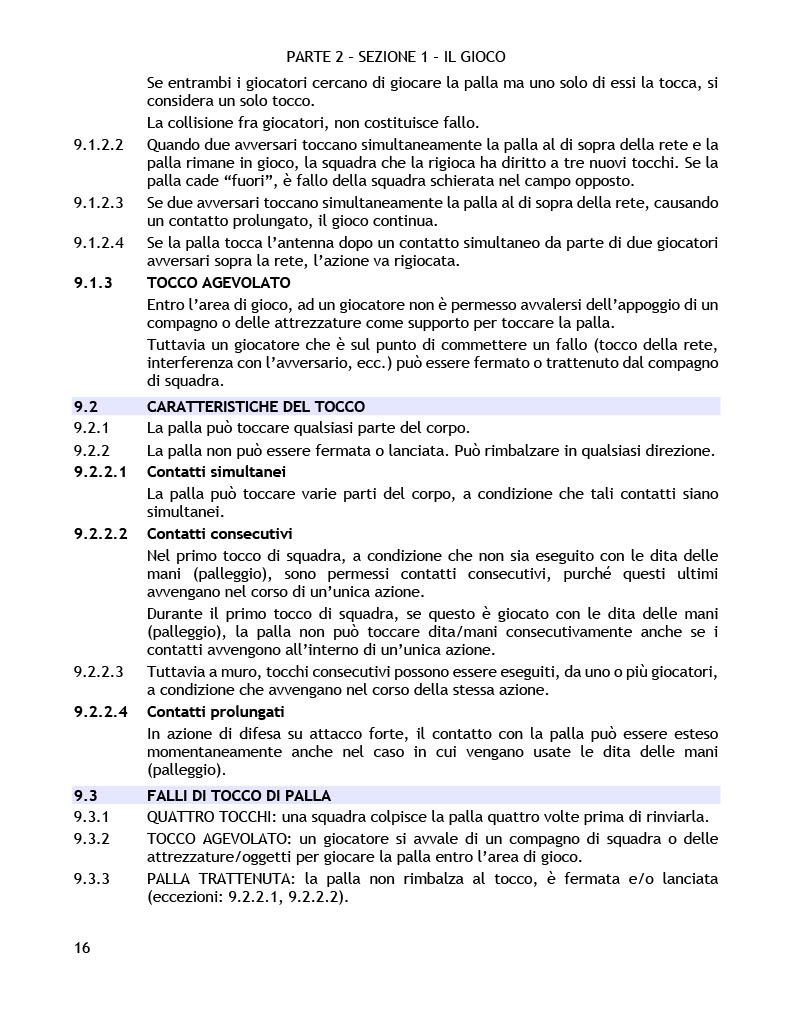 PARTE 2 – SEZIONE 1 – IL GIOCO
Se entrambi i giocatori cercano di giocare la palla ma uno solo di essi la tocca, si
considera un solo tocco.
La collisione fra giocatori, non costituisce fallo.
9.1.2.2 Quando due avversari toccano simultaneamente la palla al di sopra della rete e la
palla rimane in gioco, la squadra che la rigioca ha diritto a tre nuovi tocchi. Se la
palla cade “fuori”, è fallo della squadra schierata nel campo opposto.
9.1.2.3 Se due avversari toccano simultaneamente la palla al di sopra della rete, causando
un contatto prolungato, il gioco continua.
9.1.2.4 Se la palla tocca l’antenna dopo un contatto simultaneo da parte di due giocatori
avversari sopra la rete, l’azione va rigiocata.
9.1.3 TOCCO AGEVOLATO
Entro l’area di gioco, ad un giocatore non è permesso avvalersi dell’appoggio di un
compagno o delle attrezzature come supporto per toccare la palla.
Tuttavia un giocatore che è sul punto di commettere un fallo (tocco della rete,
interferenza con l’avversario, ecc.) può essere fermato o trattenuto dal compagno
di squadra.
9.2 CARATTERISTICHE DEL TOCCO
9.2.1 La palla può toccare qualsiasi parte del corpo.
9.2.2 La palla non può essere fermata o lanciata. Può rimbalzare in qualsiasi direzione.
9.2.2.1 Contatti simultanei
La palla può toccare varie parti del corpo, a condizione che tali contatti siano
simultanei.
9.2.2.2 Contatti consecutivi
Nel primo tocco di squadra, a condizione che non sia eseguito con le dita delle
mani (palleggio), sono permessi contatti consecutivi, purché questi ultimi
avvengano nel corso di un’unica azione.
Durante il primo tocco di squadra, se questo è giocato con le dita delle mani
(palleggio), la palla non può toccare dita/mani consecutivamente anche se i
contatti avvengono all’interno di un’unica azione.
9.2.2.3 Tuttavia a muro, tocchi consecutivi possono essere eseguiti, da uno o più giocatori,
a condizione che avvengano nel corso della stessa azione.
9.2.2.4 Contatti prolungati
In azione di difesa su attacco forte, il contatto con la palla può essere esteso
momentaneamente anche nel caso in cui vengano usate le dita delle mani
(palleggio).
9.3 FALLI DI TOCCO DI PALLA
9.3.1 QUATTRO TOCCHI: una squadra colpisce la palla quattro volte prima di rinviarla.
9.3.2 TOCCO AGEVOLATO: un giocatore si avvale di un compagno di squadra o delle
attrezzature/oggetti per giocare la palla entro l’area di gioco.
9.3.3 PALLA TRATTENUTA: la palla non rimbalza al tocco, è fermata e/o lanciata
(eccezioni: 9.2.2.1, 9.2.2.2).
16